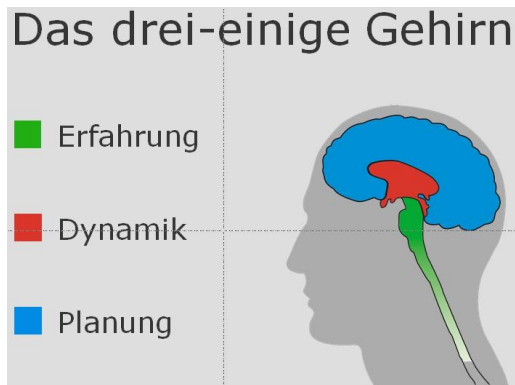 Das drei-einige Gehirn
Erfahrung
Dynamik
Planung